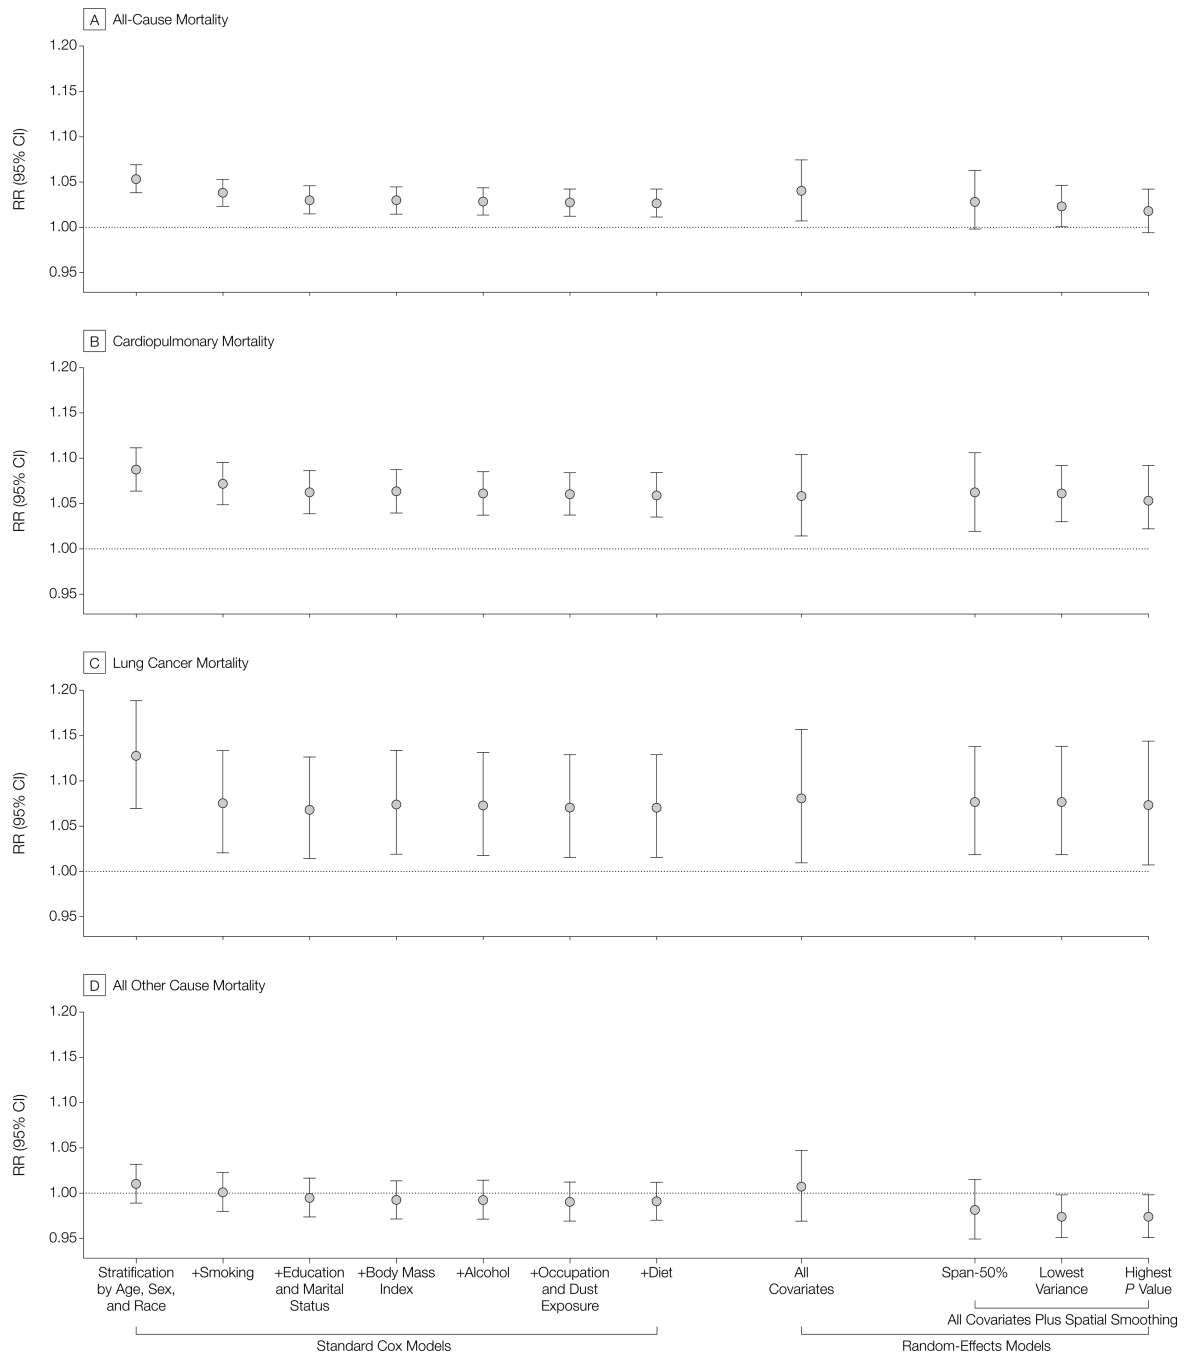 A All-Cause Mortality
1.20
1.15
1.10
1.05
1.00
0.95
RR (95% CI)
B Cardiopulmonary Mortality
1.20
1.15
1.10
1.05
1.00
0.95
RR (95% CI)
C Lung Cancer Mortality
1.20
1.15
1.10
1.05
1.00
0.95
RR (95% CI)
D All Other Cause Mortality
1.20
1.15
1.10
1.05
1.00
0.95
RR (95% CI)
Stratification
by Age, Sex,
and Race
+Smoking
+Education
and Marital
Status
+Body Mass
Index
+Alcohol
+Occupation
and Dust
Exposure
+Diet
All
Covariates
Span-50%
Lowest
Variance
Highest
P Value
All Covariates Plus Spatial Smoothing
Standard Cox Models
Random-Effects Models